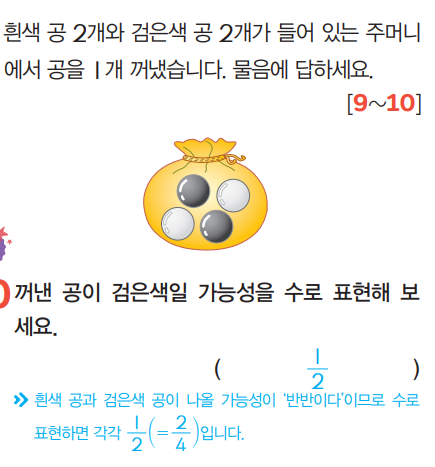 흰색 공 2개와 검은색 공 2개가 들어 있는 주머니
에서 공을 1개 꺼냈습니다. 물음에 답하세요.
[9~10]
꺼낸 공이 검은색일 가능성을 수로 표현해 보
세요.
( 1/2 )
흰색 공과 검은색 공이 나올 가능성이 ‘반반이다’이므로 수로
표현하면 각각 1/2(=2/4)입니다.